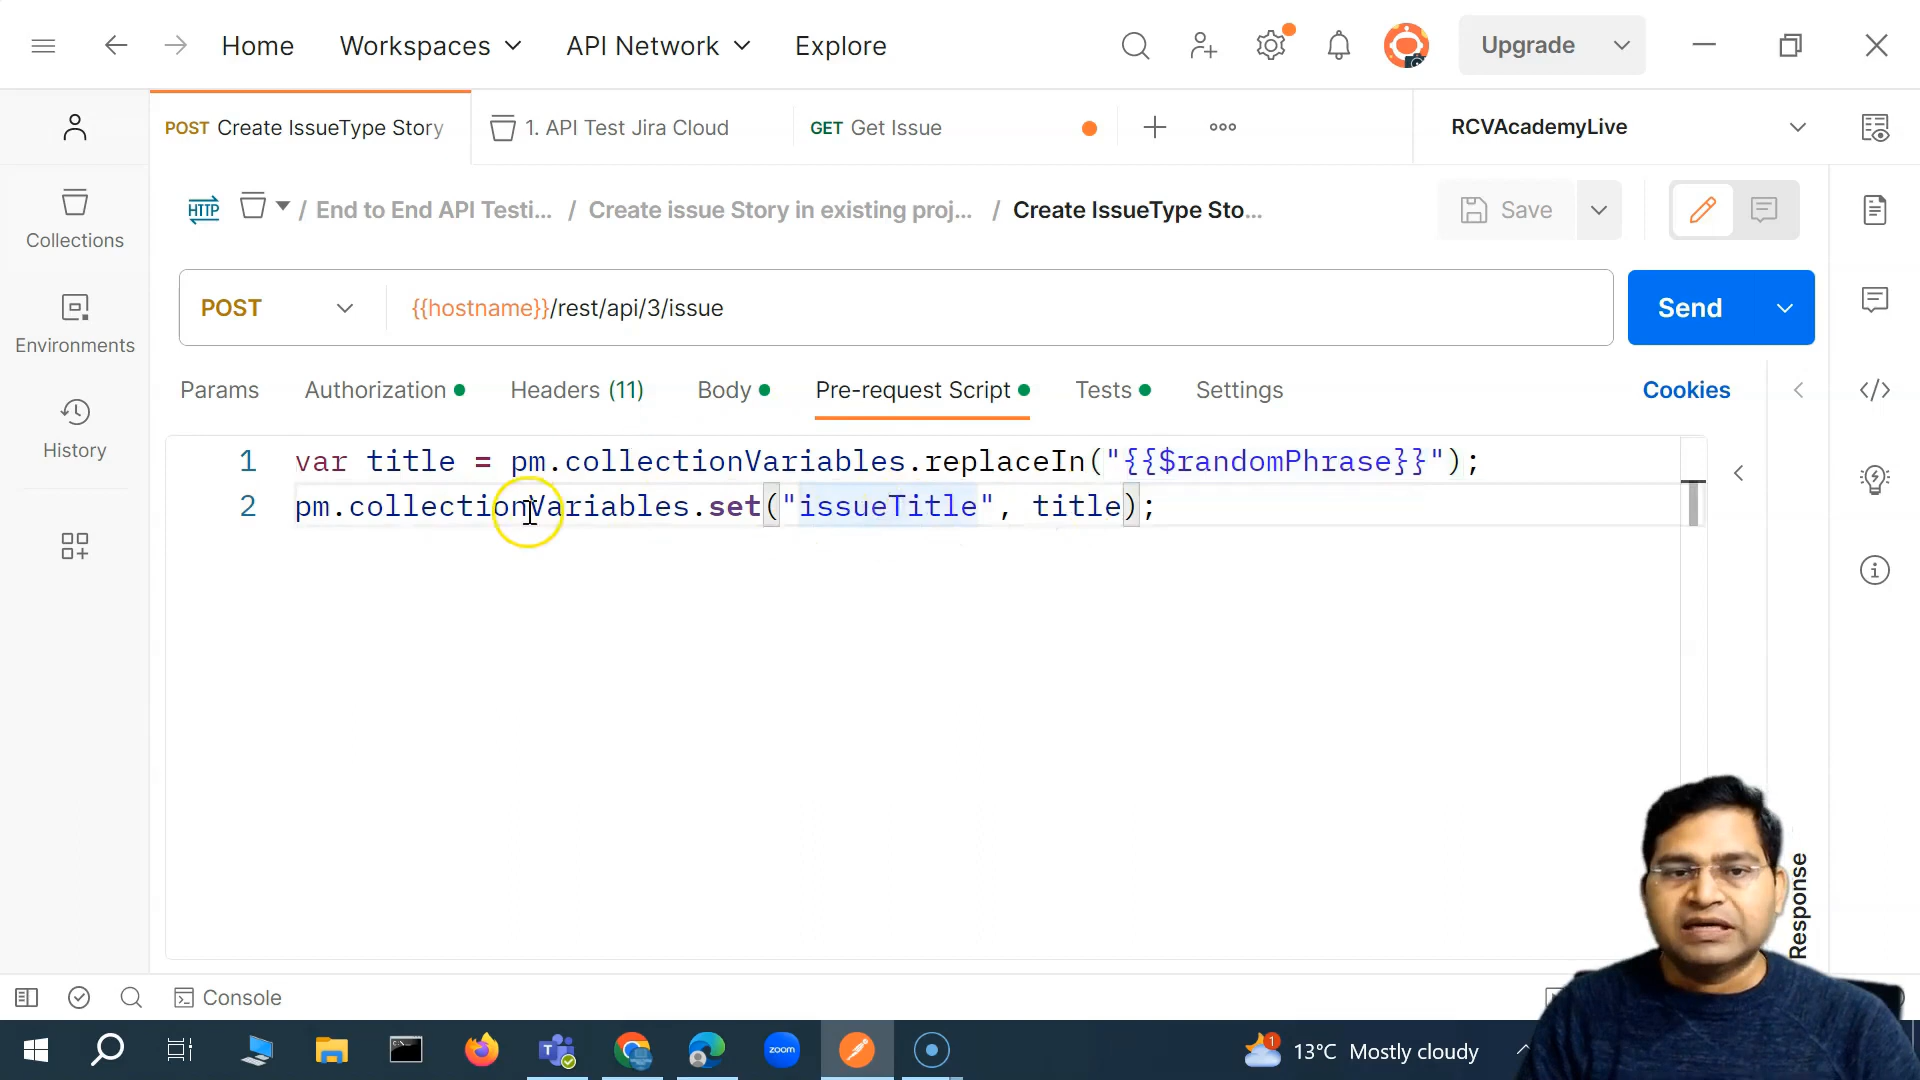 Home Workspaces API Network Explore Upgrade
POST Create IssueType Story 1. API Test Jira Cloud GET Get Issue RCVAcademyLive
HTTP / End to End API Testi... / Create issue Story in existing proj... / Create IssueType Sto... Save
Collections
POST {{hostname}}/rest/api/3/issue Send
Environments
Params Authorization Headers (11) Body Pre-request Script Tests Settings Cookies
History
1 var title = pm.collectionVariables.replaceIn("{{$randomPhrase}}");
2 pm.collectionVariables.set("issueTitle", title);
Response
Console
zoom
1 13°C Mostly cloudy